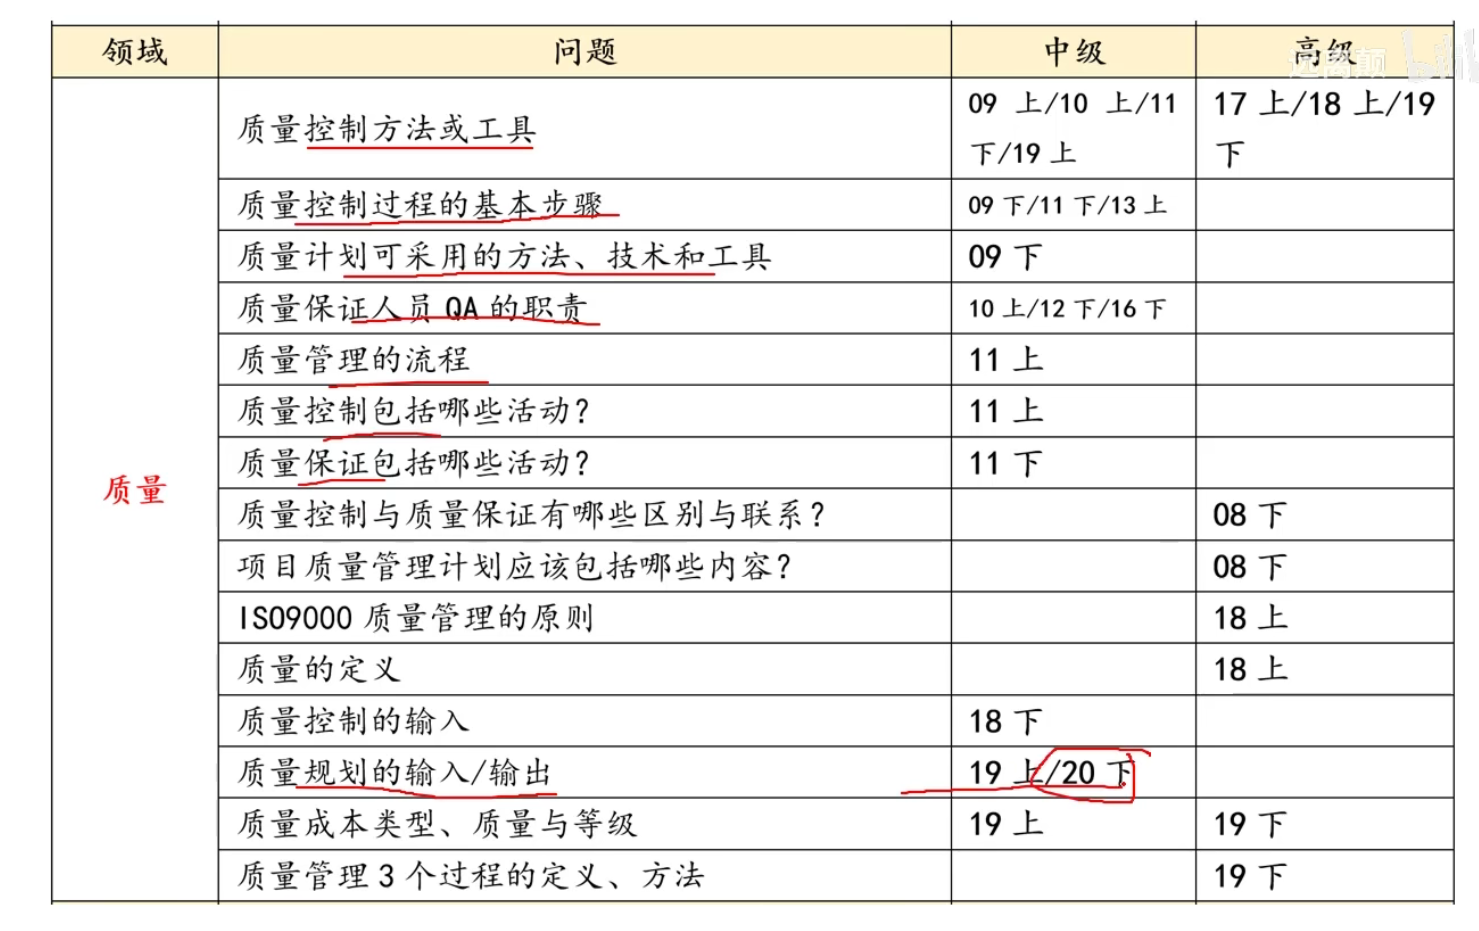 领域 问题 中级 高级
远离颠 bilibili
质量
质量控制方法或工具 09 上/10 上/11 17 上/18 上/19
下/19 上 下
质量控制过程的基本步骤 09 下/11 下/13 上
质量计划可采用的方法、技术和工具 09 下
质量保证人员 QA 的职责 10 上/12 下/16 下
质量管理的流程 11 上
质量控制包括哪些活动? 11 上
质量保证包括哪些活动? 11 下
质量控制与质量保证有哪些区别与联系? 08 下
项目质量管理计划应该包括哪些内容? 08 下
ISO9000 质量管理的原则 18 上
质量的定义 18 上
质量控制的输入 18 下
质量规划的输入/输出 19 上/20 下
质量成本类型、质量与等级 19 上 19 下
质量管理 3 个过程的定义、方法 19 下